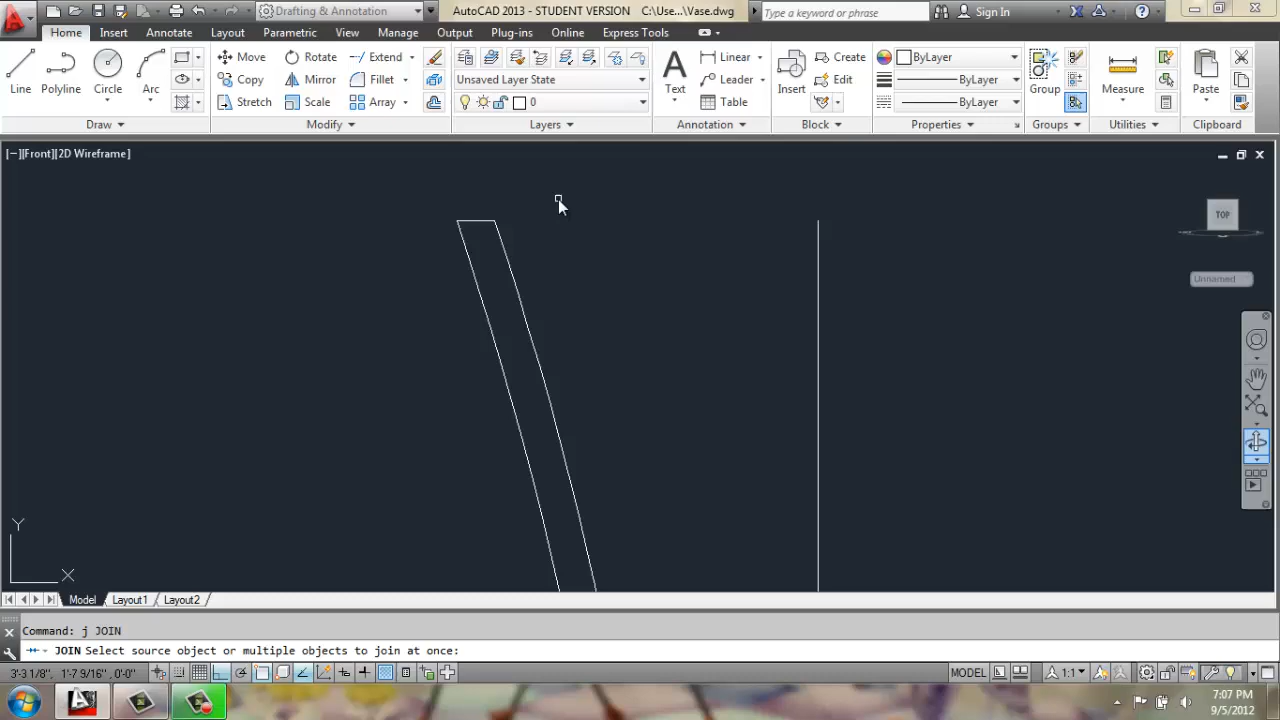 Drafting & Annotation
AutoCAD 2013 - STUDENT VERSION C:\Use...\Vase.dwg
Type a keyword or phrase
Sign In
Home Insert Annotate Layout Parametric View Manage Output Plug-ins Online Express Tools
Line Polyline Circle Arc
Move Rotate Extend
Copy Mirror Fillet
Stretch Scale Array
Unsaved Layer State
0
Text
Linear
Leader
Table
Insert
Create
Edit
ByLayer
ByLayer
ByLayer
Group
Measure
Paste
Draw Modify Layers Annotation Block Properties Groups Utilities Clipboard
[−][Front][2D Wireframe]
TOP
Unnamed
Y
X
Model Layout1 Layout2
Command: j JOIN
JOIN Select source object or multiple objects to join at once:
3'-3 1/8", 1'-7 9/16", 0'-0"
MODEL
1:1
7:07 PM
9/5/2012